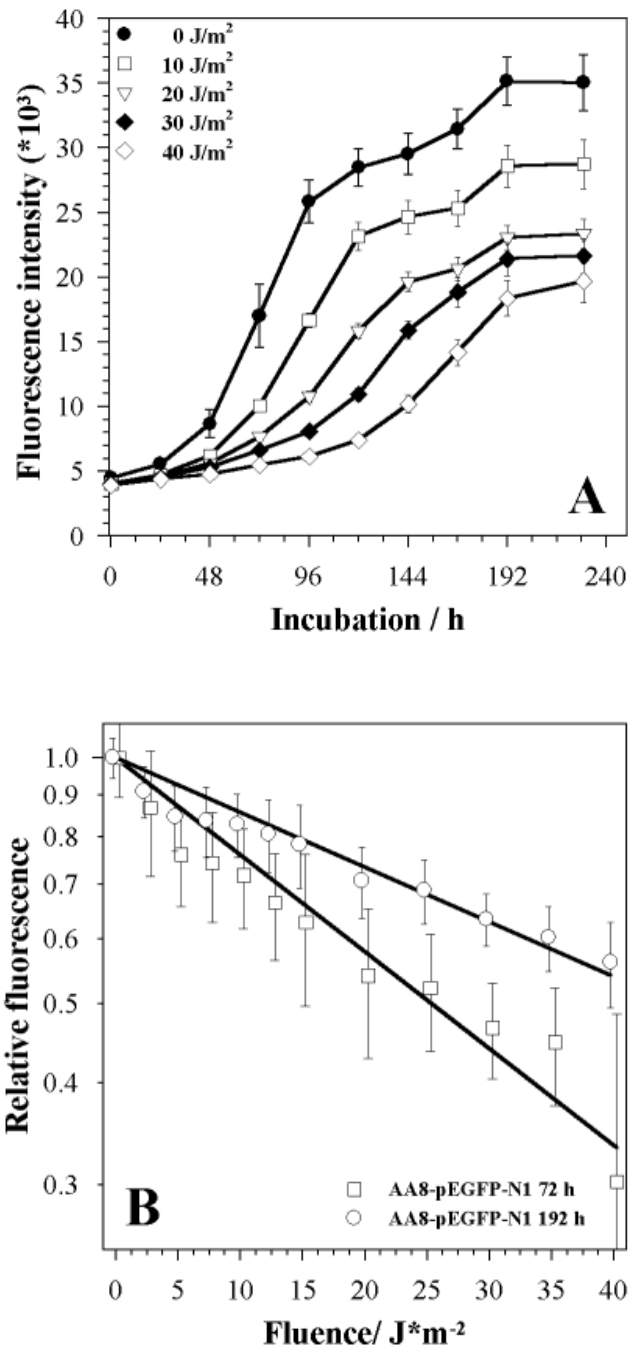 0 J/m²
10 J/m²
20 J/m²
30 J/m²
40 J/m²
Fluorescence intensity (*10³)
40
35
30
25
20
15
10
5
0
A
0 48 96 144 192 240
Incubation / h
Relative fluorescence
1.0
0.9
0.8
0.7
0.6
0.5
0.4
0.3
B
AA8-pEGFP-N1 72 h
AA8-pEGFP-N1 192 h
0 5 10 15 20 25 30 35 40
Fluence/ J*m⁻²